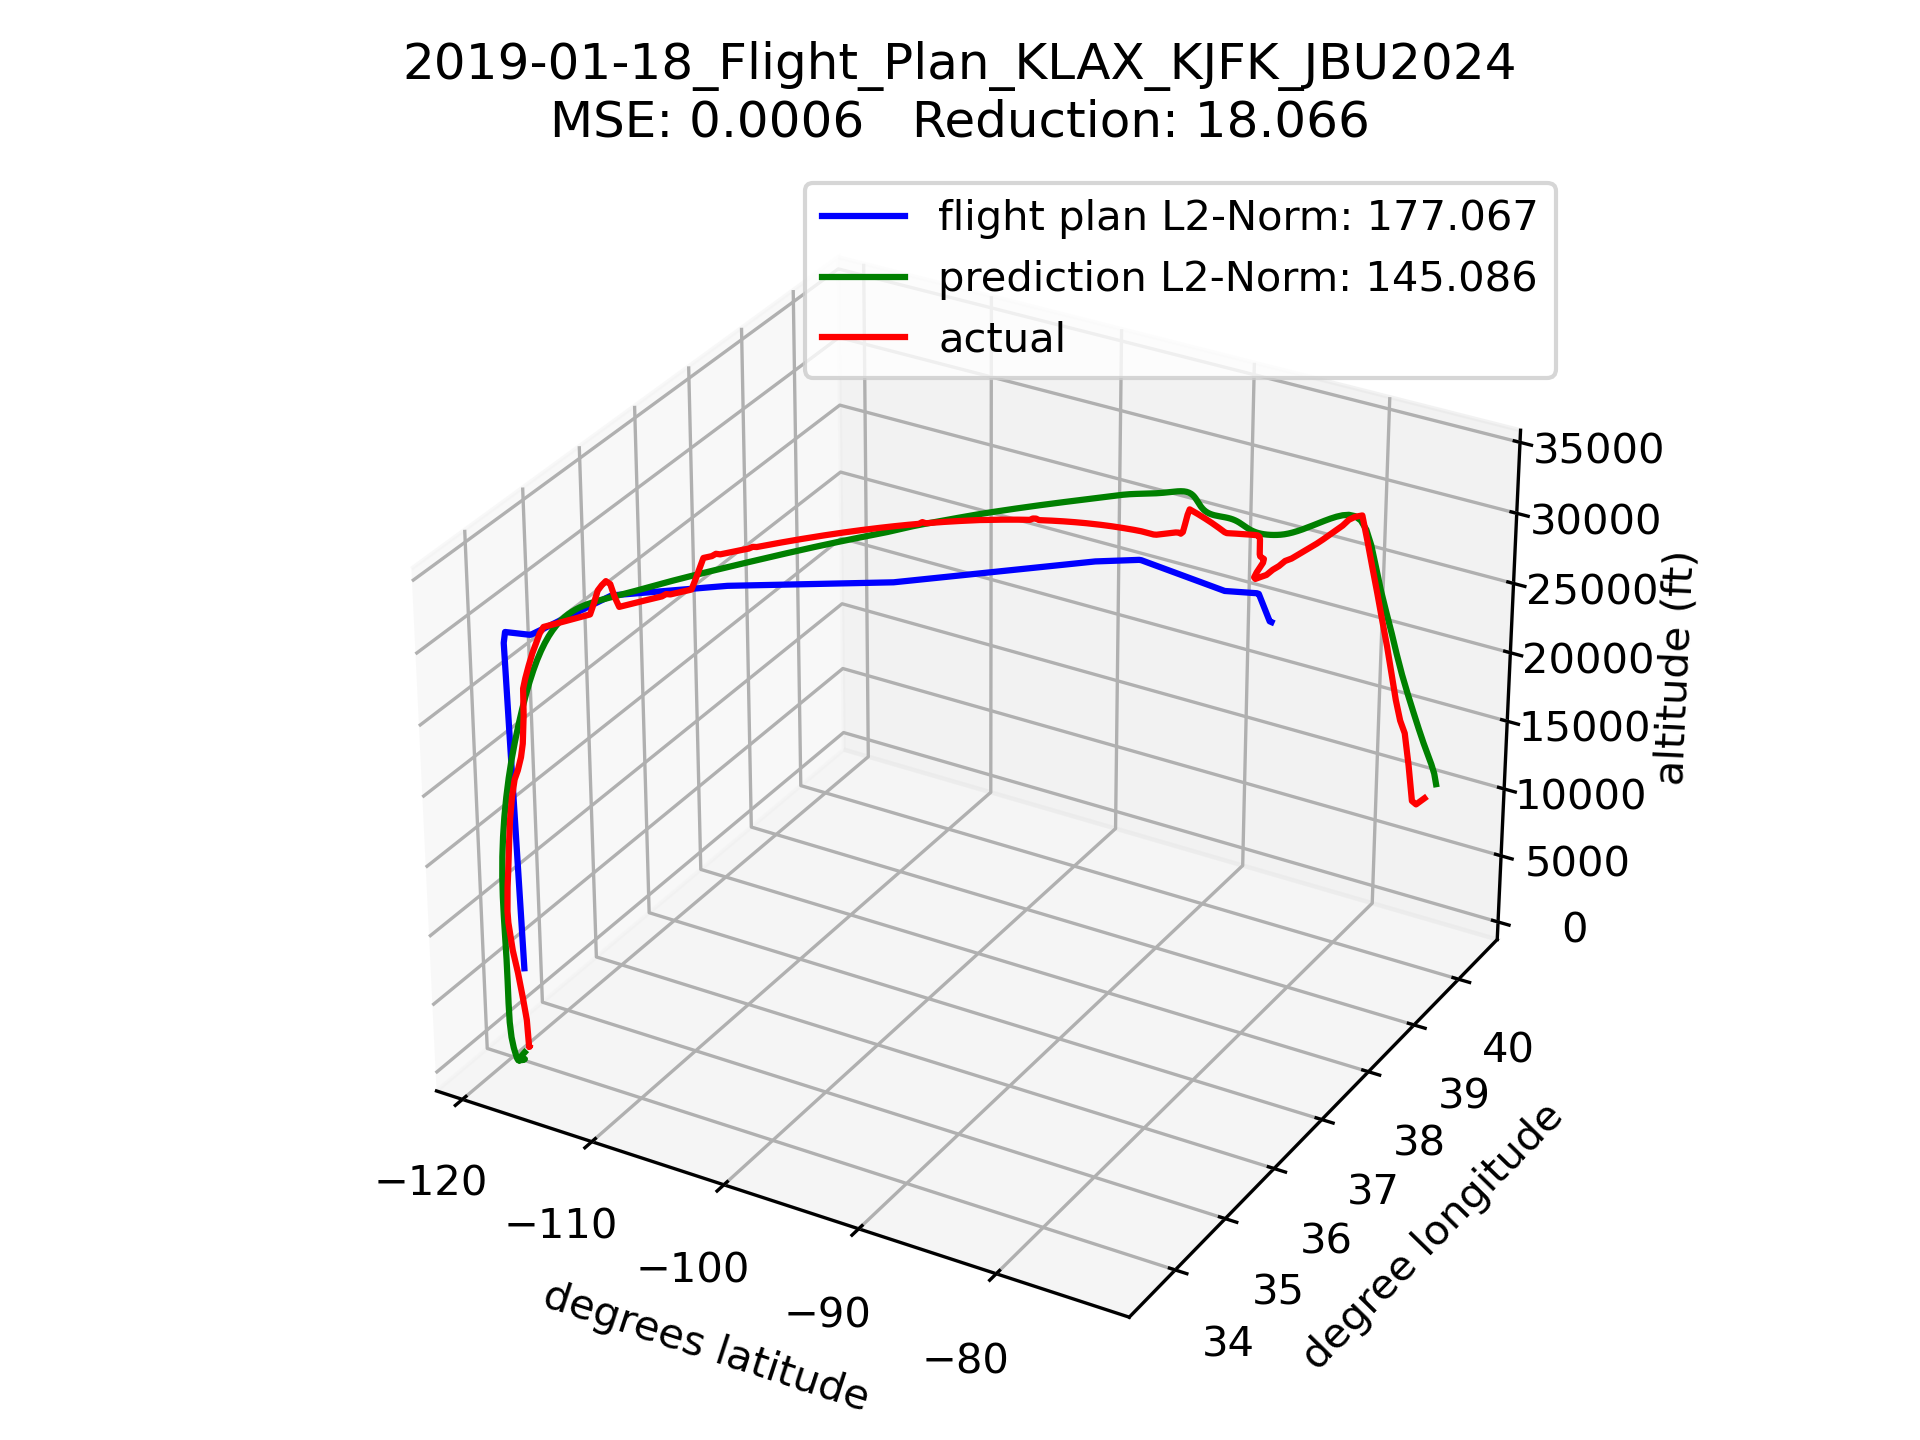 2019-01-18_Flight_Plan_KLAX_KJFK_JBU2024
MSE: 0.0006   Reduction: 18.066
flight plan L2-Norm: 177.067
prediction L2-Norm: 145.086
actual
35000
30000
25000
20000
15000
10000
5000
0
altitude (ft)
40
39
38
37
36
35
34
degree longitude
−120
−110
−100
−90
−80
degrees latitude